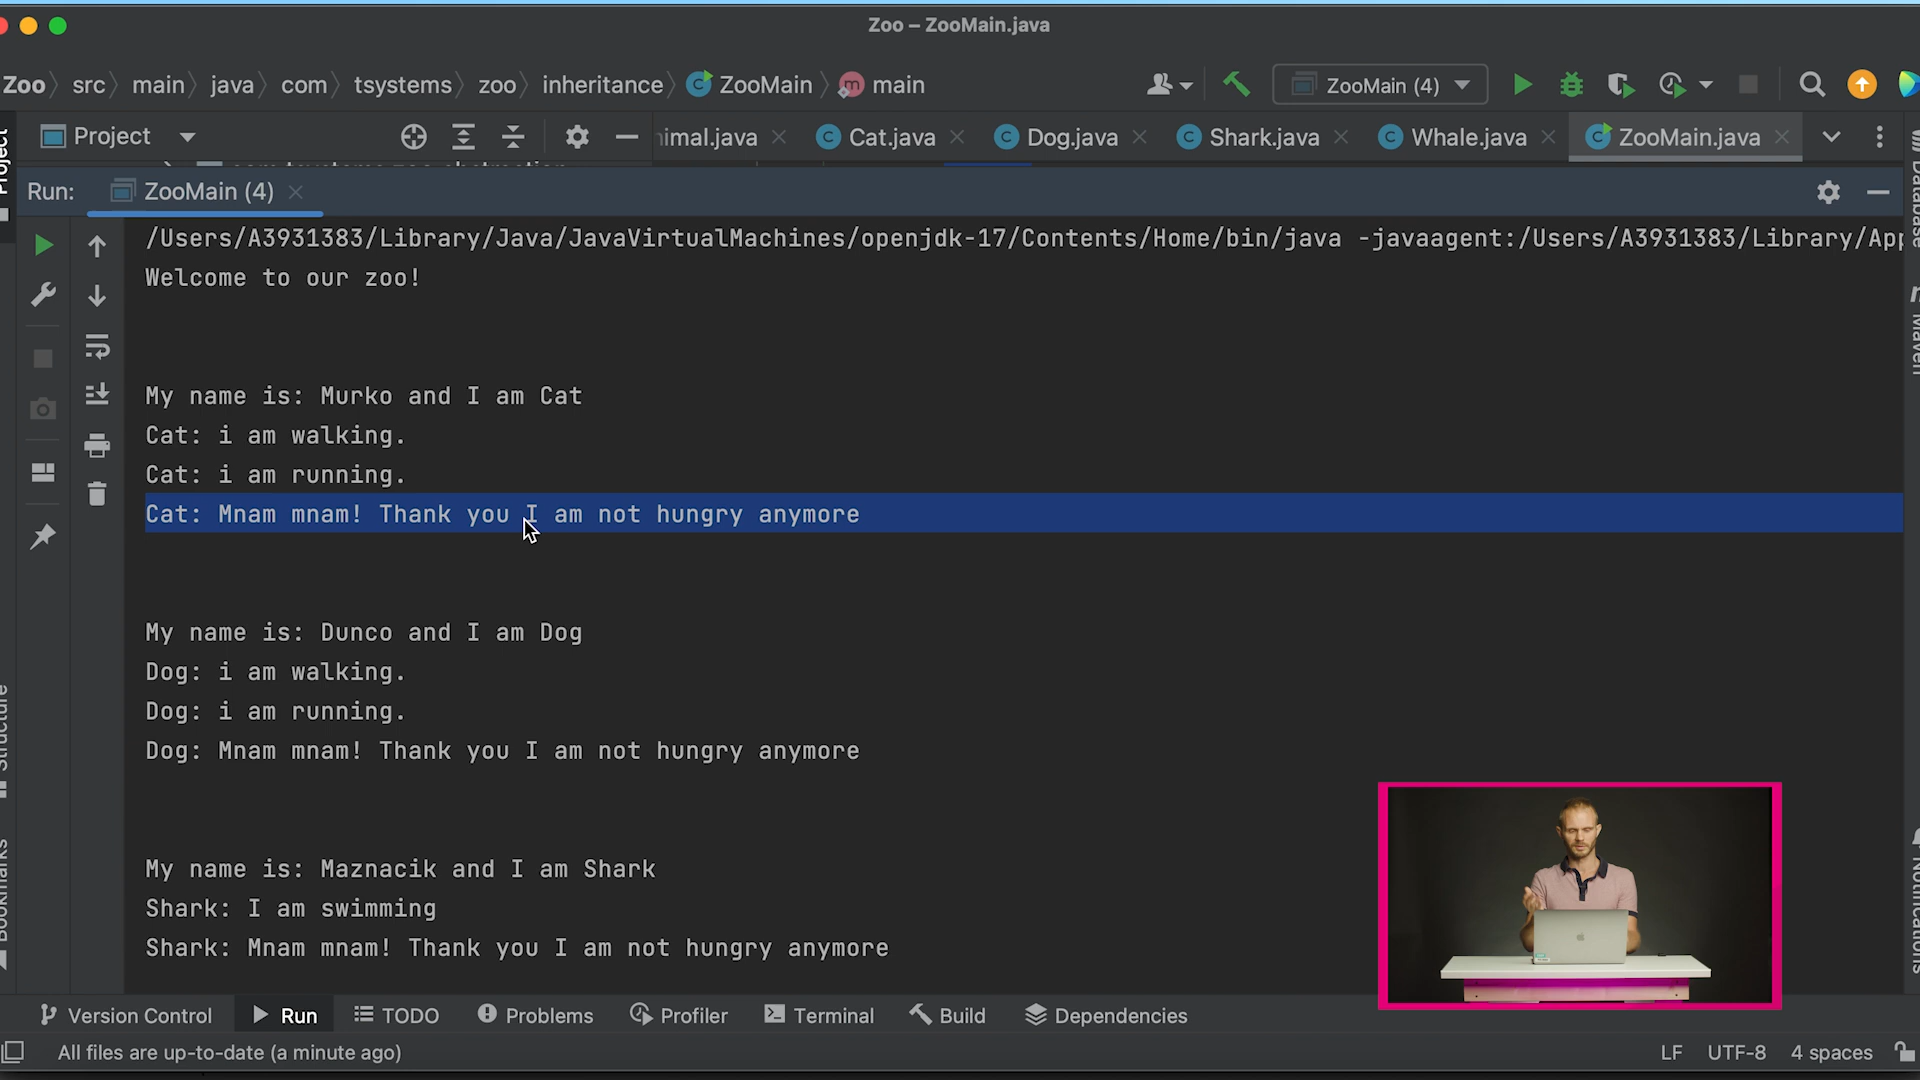 Zoo – ZooMain.java
Zoo src main java com tsystems zoo inheritance ZooMain main
ZooMain (4)
Project
imal.java Cat.java Dog.java Shark.java Whale.java ZooMain.java
Run: ZooMain (4)
/Users/A3931383/Library/Java/JavaVirtualMachines/openjdk-17/Contents/Home/bin/java -javaagent:/Users/A3931383/Library/App
Welcome to our zoo!
My name is: Murko and I am Cat
Cat: i am walking.
Cat: i am running.
Cat: Mnam mnam! Thank you I am not hungry anymore
My name is: Dunco and I am Dog
Dog: i am walking.
Dog: i am running.
Dog: Mnam mnam! Thank you I am not hungry anymore
My name is: Maznacik and I am Shark
Shark: I am swimming
Shark: Mnam mnam! Thank you I am not hungry anymore
Project
Structure
Bookmarks
Database
Maven
Notifications
Version Control Run TODO Problems Profiler Terminal Build Dependencies
All files are up-to-date (a minute ago)
LF UTF-8 4 spaces